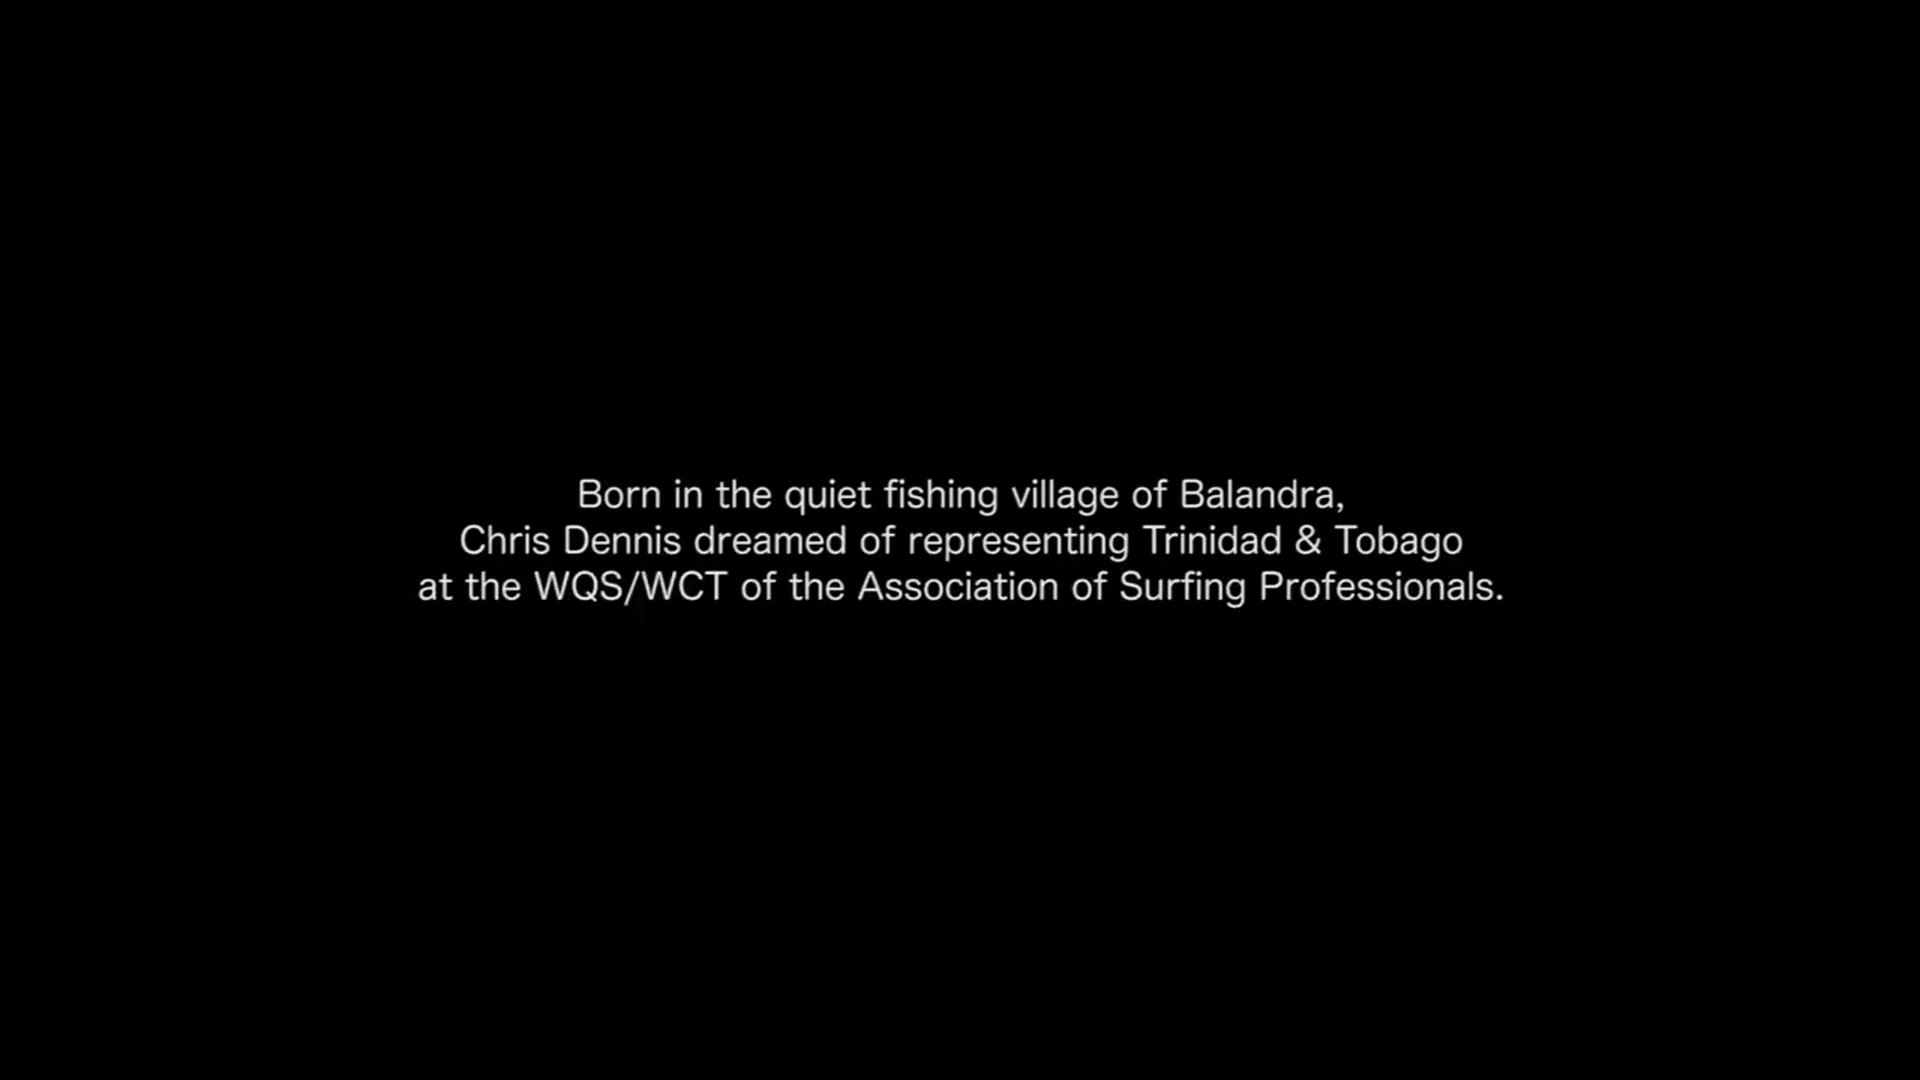 Born in the quiet fishing village of Balandra,
Chris Dennis dreamed of representing Trinidad & Tobago
at the WQS/WCT of the Association of Surfing Professionals.